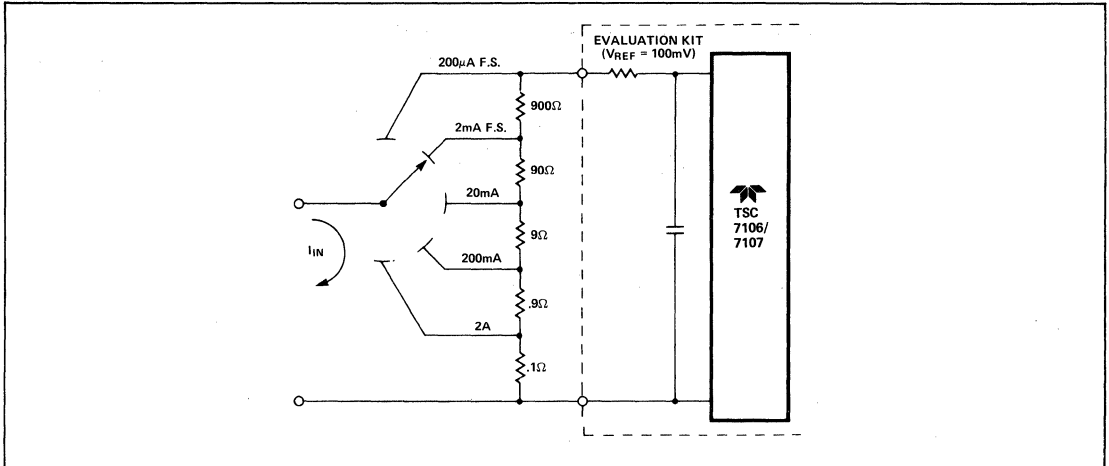 EVALUATION KIT
(VREF = 100mV)
200μA F.S.
900Ω
2mA F.S.
90Ω
20mA
9Ω
IIN
200mA
.9Ω
2A
.1Ω
TSC
7106/
7107